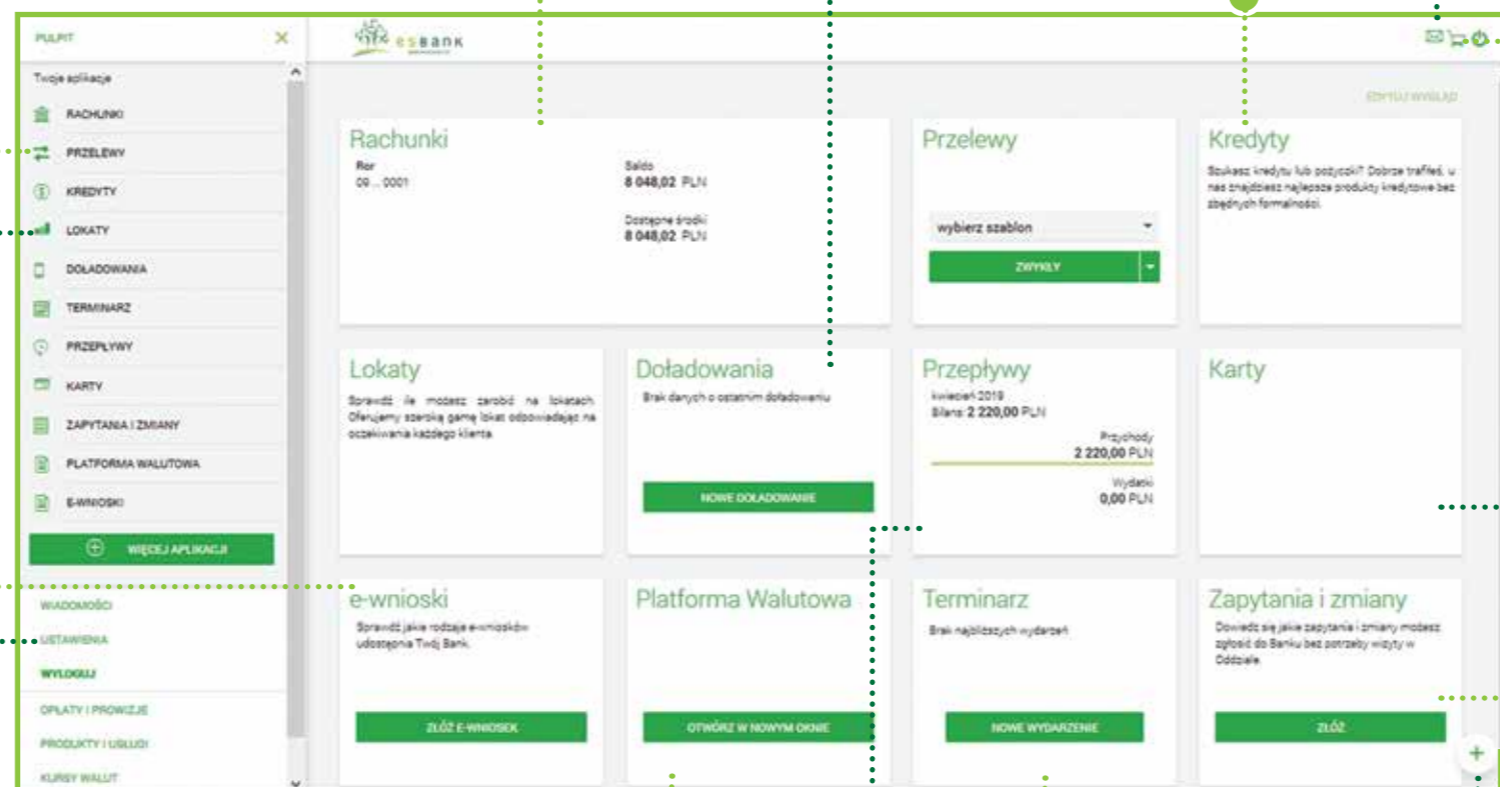 PULPIT
Twoje aplikacje
RACHUNKI
PRZELEWY
KREDYTY
LOKATY
DOŁADOWANIA
TERMINARZ
PRZEPŁYWY
KARTY
ZAPYTANIA I ZMIANY
PLATFORMA WALUTOWA
E-WNIOSKI
WIĘCEJ APLIKACJI
WIADOMOŚCI
USTAWIENIA
WYLOGUJ
OPŁATY I PROWIZJE
PRODUKTY I USŁUGI
KURSY WALUT
esBANK
EDYTUJ WYGLĄD
Rachunki
Ror
09 ... 0001
Saldo
8 048,02 PLN
Dostępne środki
8 048,02 PLN
Przelewy
wybierz szablon
ZWYKŁY
Kredyty
Szukasz kredytu lub pożyczki? Dobrze trafiłeś, u
nas znajdziesz najlepsze produkty kredytowe bez
zbędnych formalności.
Lokaty
Sprawdź ile możesz zarobić na lokatach.
Oferujemy szeroką gamę lokat odpowiadając na
oczekiwania każdego klienta.
Doładowania
Brak danych o ostatnim doładowaniu
NOWE DOŁADOWANIE
Przepływy
kwiecień 2019
Bilans: 2 220,00 PLN
Przychody
2 220,00 PLN
Wydatki
0,00 PLN
Karty
e-wnioski
Sprawdź jakie rodzaje e-wniosków
udostępnia Twój Bank.
ZŁÓŻ E-WNIOSEK
Platforma Walutowa
OTWÓRZ W NOWYM OKNIE
Terminarz
Brak najbliższych wydarzeń
NOWE WYDARZENIE
Zapytania i zmiany
Dowiedz się jakie zapytania i zmiany możesz
zgłosić do Banku bez potrzeby wizyty w
Oddziale.
ZŁÓŻ